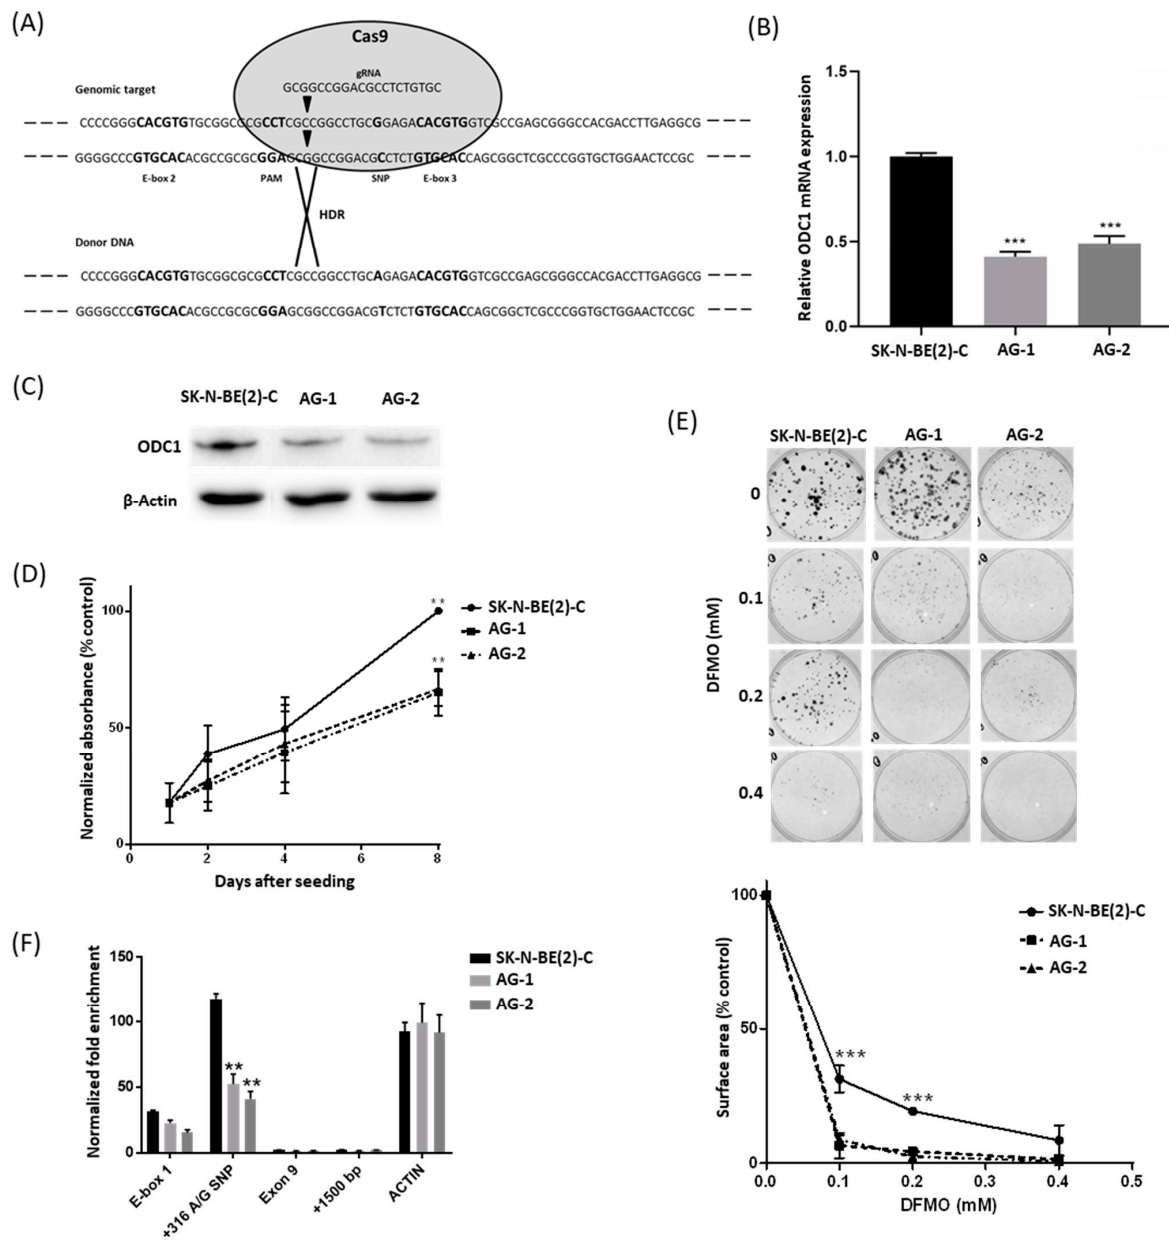 (A)
Cas9
gRNA
GCGGCCGGACGCCTCTGTGC
Genomic target
CCCCGGGCACGTGTGCGGCGCGCCTCGCCGGCCTGCGGAGACACGTGGTCGCCGAGCGGGCCACGACCTTGAGGCG
GGGGCCCGTGCACACGCCGCGCGGAGCGGCCGGACGCCTCTGTGCACCAGCGGCTCGCCCGGTGCTGGAACTCCGC
E-box 2 PAM SNP E-box 3
HDR
Donor DNA
CCCCGGGCACGTGTGCGGCGCGCCTCGCCGGCCTGCAGAGACACGTGGTCGCCGAGCGGGCCACGACCTTGAGGCG
GGGGCCCGTGCACACGCCGCGCGGAGCGGCCGGACGTCTCTGTGCACCAGCGGCTCGCCCGGTGCTGGAACTCCGC
(B)
Relative ODC1 mRNA expression
1.5
1.0
0.5
0.0
***
***
SK-N-BE(2)-C AG-1 AG-2
(C)
SK-N-BE(2)-C AG-1 AG-2
ODC1
β-Actin
(D)
Normalized absorbance (% control)
100
50
0
**
**
0 2 4 6 8
Days after seeding
SK-N-BE(2)-C
AG-1
AG-2
(E)
SK-N-BE(2)-C AG-1 AG-2
DFMO (mM)
0
0.1
0.2
0.4
Surface area (% control)
100
50
0
***
***
0.0 0.1 0.2 0.3 0.4 0.5
DFMO (mM)
SK-N-BE(2)-C
AG-1
AG-2
(F)
Normalized fold enrichment
150
100
50
0
**
**
E-box 1
+316 A/G SNP
Exon 9
+1500 bp
ACTIN
SK-N-BE(2)-C
AG-1
AG-2